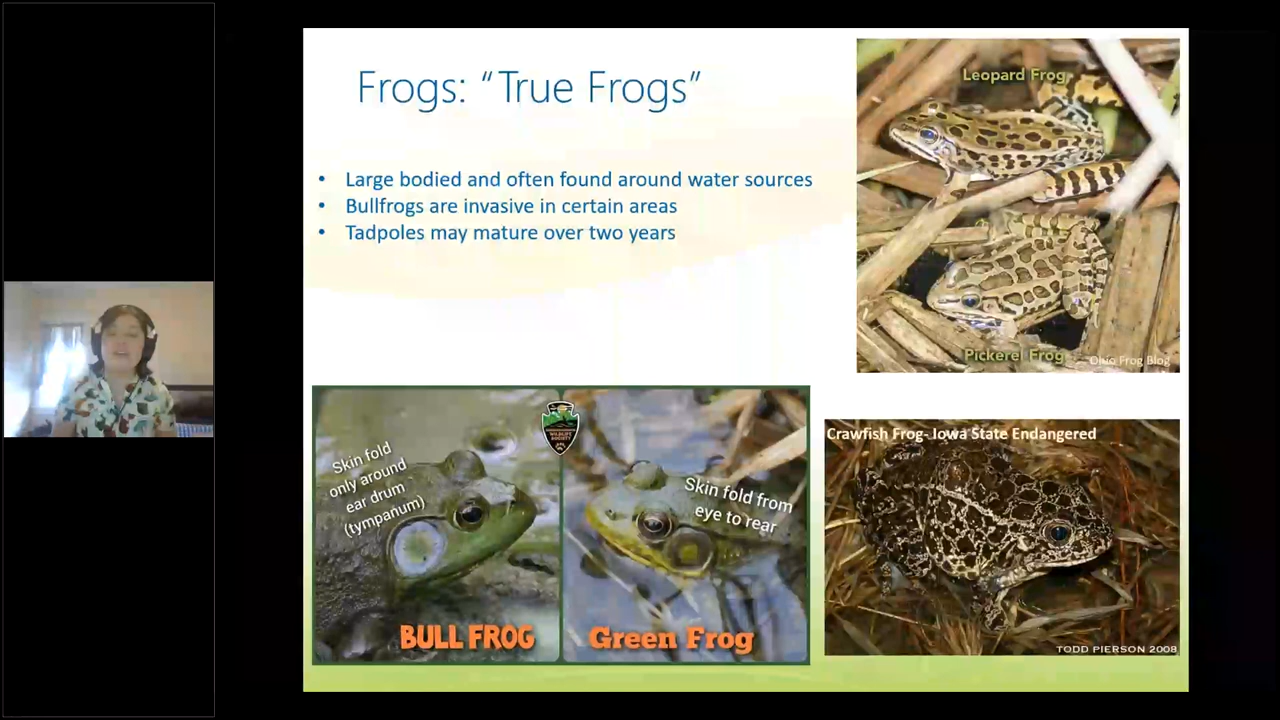 Frogs: “True Frogs”
• Large bodied and often found around water sources
• Bullfrogs are invasive in certain areas
• Tadpoles may mature over two years
Leopard Frog
Pickerel Frog
Ohio Frog Blog
Skin fold
only around
ear drum
(tympanum)
BULL FROG
WILDLIFE
SOCIETY
Skin fold from
eye to rear
Green Frog
Crawfish Frog- Iowa State Endangered
TODD PIERSON 2008